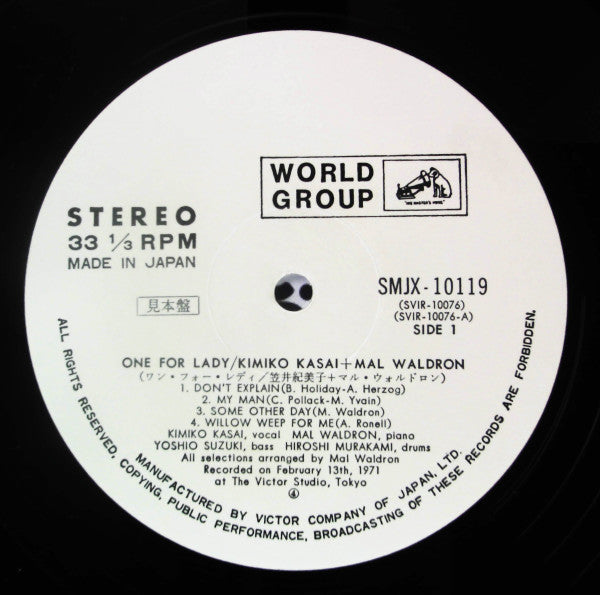 WORLD
GROUP
"HIS MASTER'S VOICE"
STEREO
33 1/3 RPM
MADE IN JAPAN
見本盤
SMJX-10119
(SVIR-10076)
(SVIR-10076-A)
SIDE 1
ONE FOR LADY/KIMIKO KASAI+MAL WALDRON
(ワン・フォー・レディ/笠井紀美子+マル・ウォルドロン)
1. DON'T EXPLAIN(B. Holiday-A. Herzog)
2. MY MAN(C. Pollack-M. Yvain)
3. SOME OTHER DAY(M. Waldron)
4. WILLOW WEEP FOR ME(A. Ronell)
KIMIKO KASAI, vocal MAL WALDRON, piano
YOSHIO SUZUKI, bass HIROSHI MURAKAMI, drums
All selections arranged by Mal Waldron
Recorded on February 13th, 1971
at The Victor Studio, Tokyo
4
MANUFACTURED BY VICTOR COMPANY OF JAPAN, LTD.
ALL RIGHTS RESERVED, COPYING, PUBLIC PERFORMANCE, BROADCASTING OF THESE RECORDS ARE FORBIDDEN.